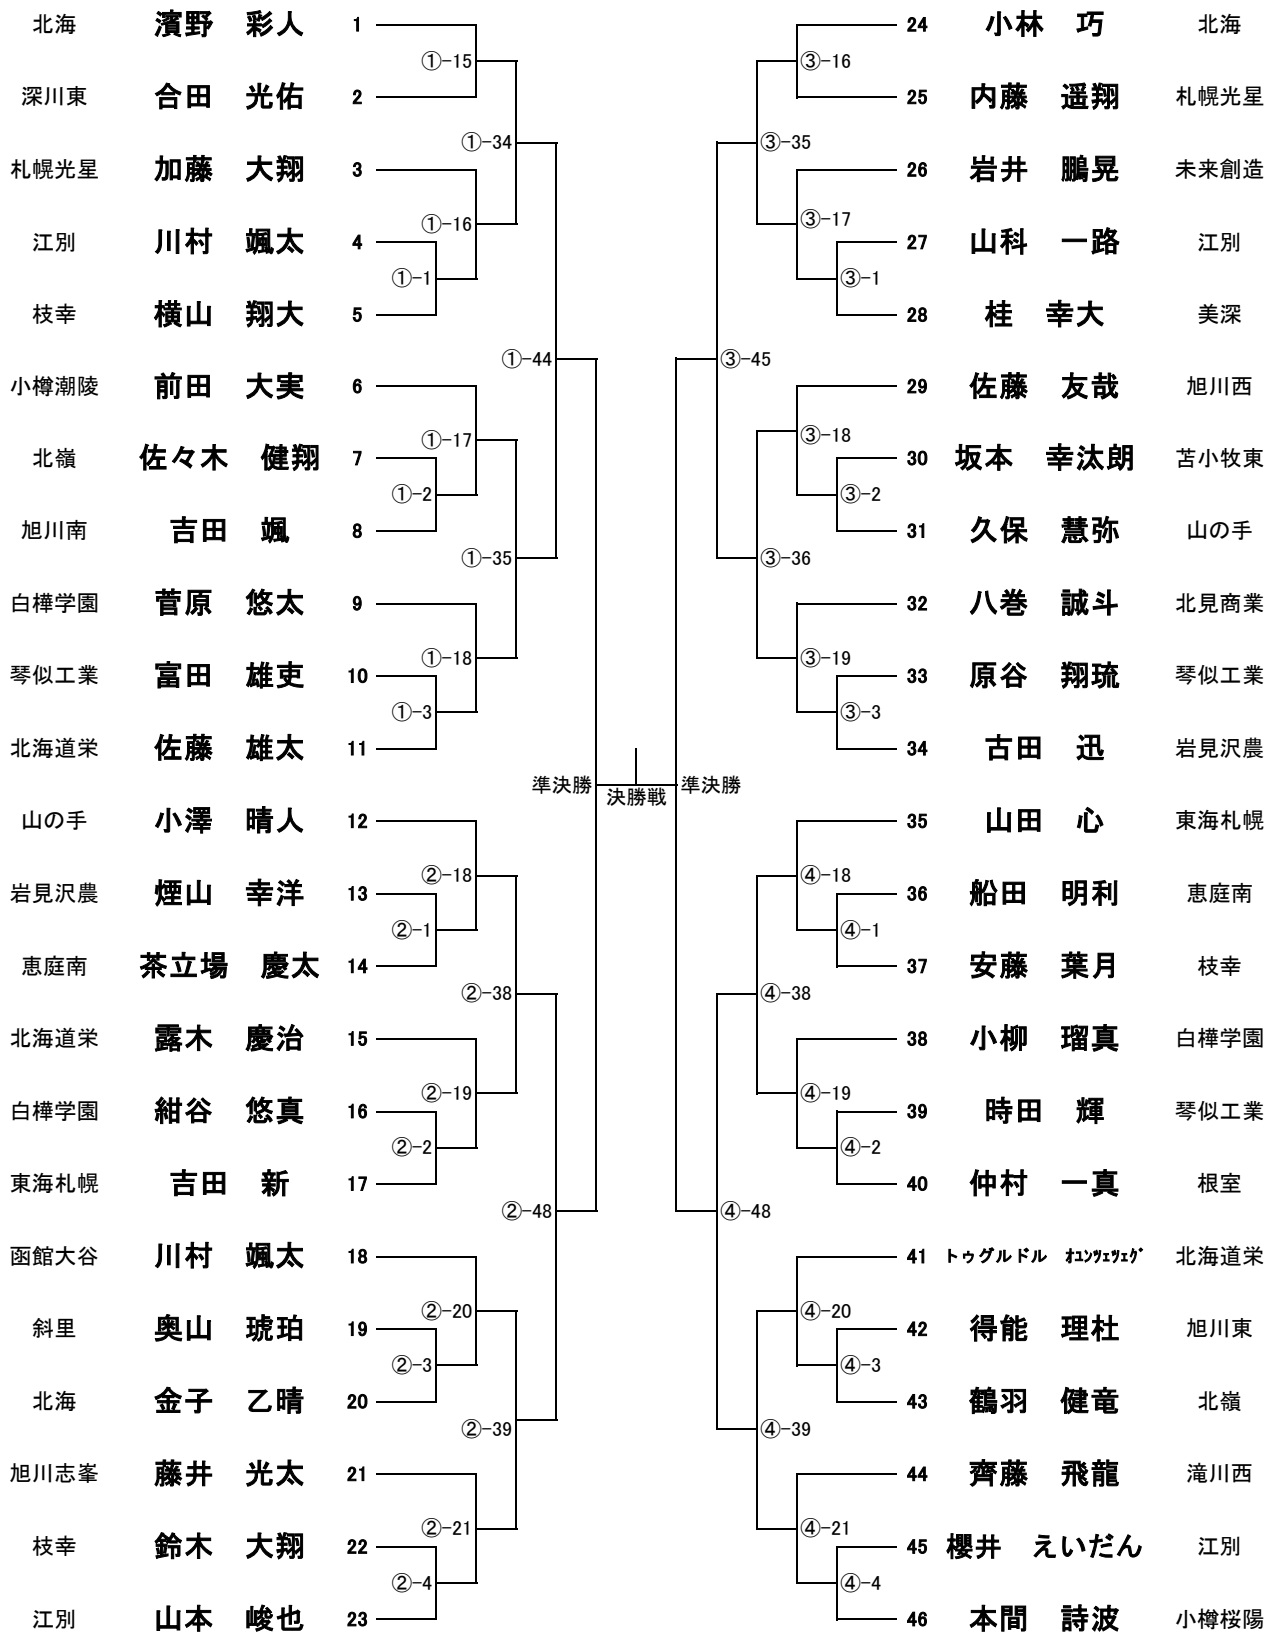 北海 濱野　彩人 1
①-15
深川東 合田　光佑 2
①-34
札幌光星 加藤　大翔 3
①-16
江別 川村　颯太 4
①-1
枝幸 横山　翔大 5
①-44
小樽潮陵 前田　大実 6
①-17
北嶺 佐々木　健翔 7
①-2
旭川南 吉田　颯 8
①-35
白樺学園 菅原　悠太 9
①-18
琴似工業 富田　雄吏 10
①-3
北海道栄 佐藤　雄太 11
準決勝
山の手 小澤　晴人 12
②-18
岩見沢農 煙山　幸洋 13
②-1
恵庭南 茶立場　慶太 14
②-38
北海道栄 露木　慶治 15
②-19
白樺学園 紺谷　悠真 16
②-2
東海札幌 吉田　新 17
②-48
函館大谷 川村　颯太 18
②-20
斜里 奥山　琥珀 19
②-3
北海 金子　乙晴 20
②-39
旭川志峯 藤井　光太 21
②-21
枝幸 鈴木　大翔 22
②-4
江別 山本　峻也 23
決勝戦
24 小林　巧 北海
③-16
25 内藤　遥翔 札幌光星
③-35
26 岩井　鵬晃 未来創造
③-17
27 山科　一路 江別
③-1
28 桂　幸大 美深
③-45
29 佐藤　友哉 旭川西
③-18
30 坂本　幸汰朗 苫小牧東
③-2
31 久保　慧弥 山の手
③-36
32 八巻　誠斗 北見商業
③-19
33 原谷　翔琉 琴似工業
③-3
34 古田　迅 岩見沢農
準決勝
35 山田　心 東海札幌
④-18
36 船田　明利 恵庭南
④-1
37 安藤　葉月 枝幸
④-38
38 小柳　瑠真 白樺学園
④-19
39 時田　輝 琴似工業
④-2
40 仲村　一真 根室
④-48
41 トゥグルドル　ｵﾕﾝﾂｪﾂｪｸﾞ 北海道栄
④-20
42 得能　理杜 旭川東
④-3
43 鶴羽　健竜 北嶺
④-39
44 齊藤　飛龍 滝川西
④-21
45 櫻井　えいだん 江別
④-4
46 本間　詩波 小樽桜陽